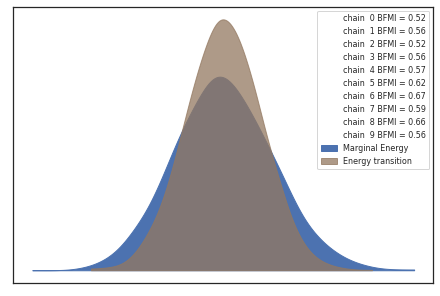 chain 0 BFMI = 0.52
chain 1 BFMI = 0.56
chain 2 BFMI = 0.52
chain 3 BFMI = 0.56
chain 4 BFMI = 0.57
chain 5 BFMI = 0.62
chain 6 BFMI = 0.67
chain 7 BFMI = 0.59
chain 8 BFMI = 0.66
chain 9 BFMI = 0.56
Marginal Energy
Energy transition